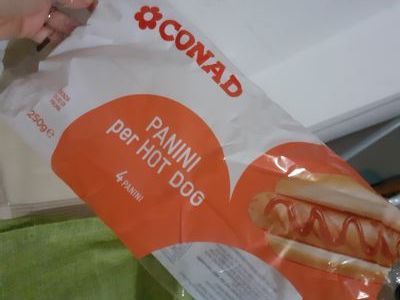 CONAD
250g e
PANINI
per HOT DOG
4 PANINI